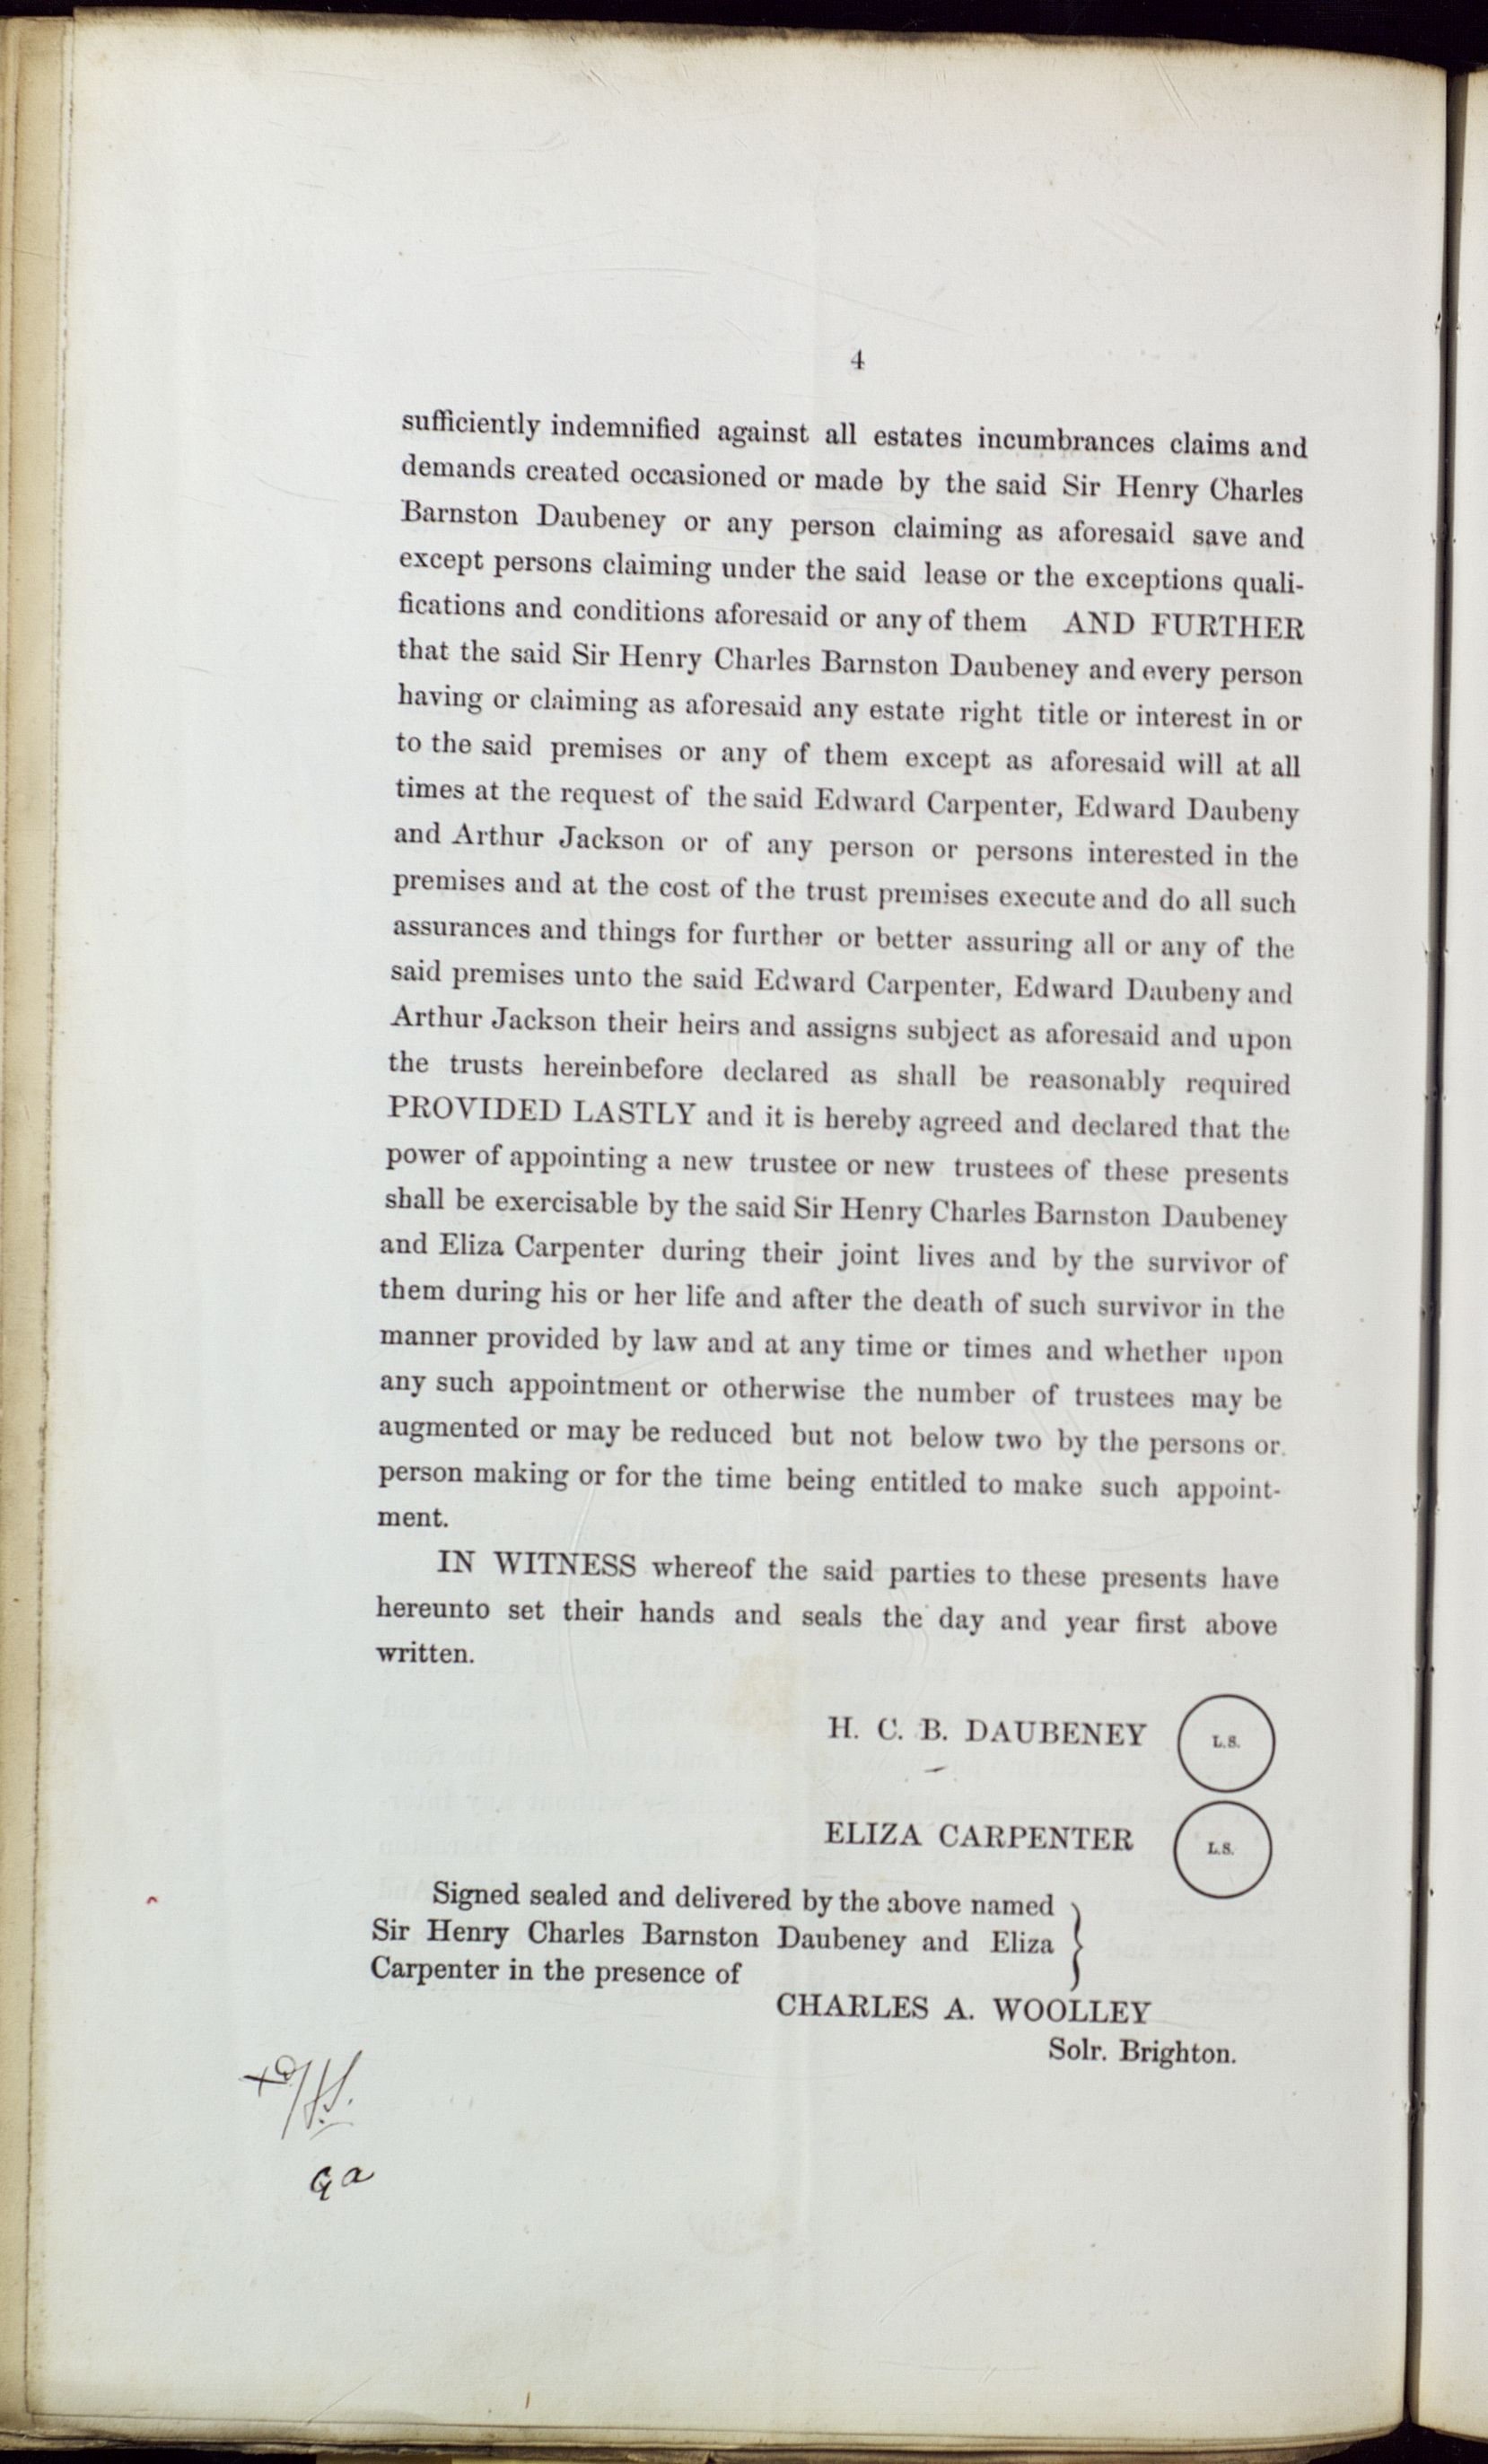 4
sufficiently indemnified against all estates incumbrances claims and
demands created occasioned or made by the said Sir Henry Charles
Barnston Daubeney or any person claiming as aforesaid save and
except persons claiming under the said lease or the exceptions quali-
fications and conditions aforesaid or any of them AND FURTHER
that the said Sir Henry Charles Barnston Daubeney and every person
having or claiming as aforesaid any estate right title or interest in or
to the said premises or any of them except as aforesaid will at all
times at the request of the said Edward Carpenter, Edward Daubeny
and Arthur Jackson or of any person or persons interested in the
premises and at the cost of the trust premises execute and do all such
assurances and things for further or better assuring all or any of the
said premises unto the said Edward Carpenter, Edward Daubeny and
Arthur Jackson their heirs and assigns subject as aforesaid and upon
the trusts hereinbefore declared as shall be reasonably required
PROVIDED LASTLY and it is hereby agreed and declared that the
power of appointing a new trustee or new trustees of these presents
shall be exercisable by the said Sir Henry Charles Barnston Daubeney
and Eliza Carpenter during their joint lives and by the survivor of
them during his or her life and after the death of such survivor in the
manner provided by law and at any time or times and whether upon
any such appointment or otherwise the number of trustees may be
augmented or may be reduced but not below two by the persons or
person making or for the time being entitled to make such appoint-
ment.
IN WITNESS whereof the said parties to these presents have
hereunto set their hands and seals the day and year first above
written.
H. C. B. DAUBENEY L.S.
ELIZA CARPENTER L.S.
Signed sealed and delivered by the above named
Sir Henry Charles Barnston Daubeney and Eliza
Carpenter in the presence of
CHARLES A. WOOLLEY
Solr. Brighton.